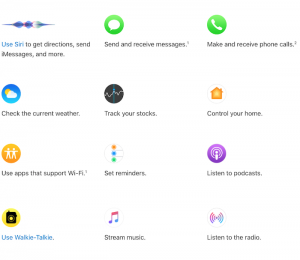 Use Siri to get directions, send
iMessages, and more.
Send and receive messages.¹
Make and receive phone calls.²
Check the current weather.
Track your stocks.
Control your home.
Use apps that support Wi-Fi.³
Set reminders.
Listen to podcasts.
Use Walkie-Talkie.
Stream music.
Listen to the radio.